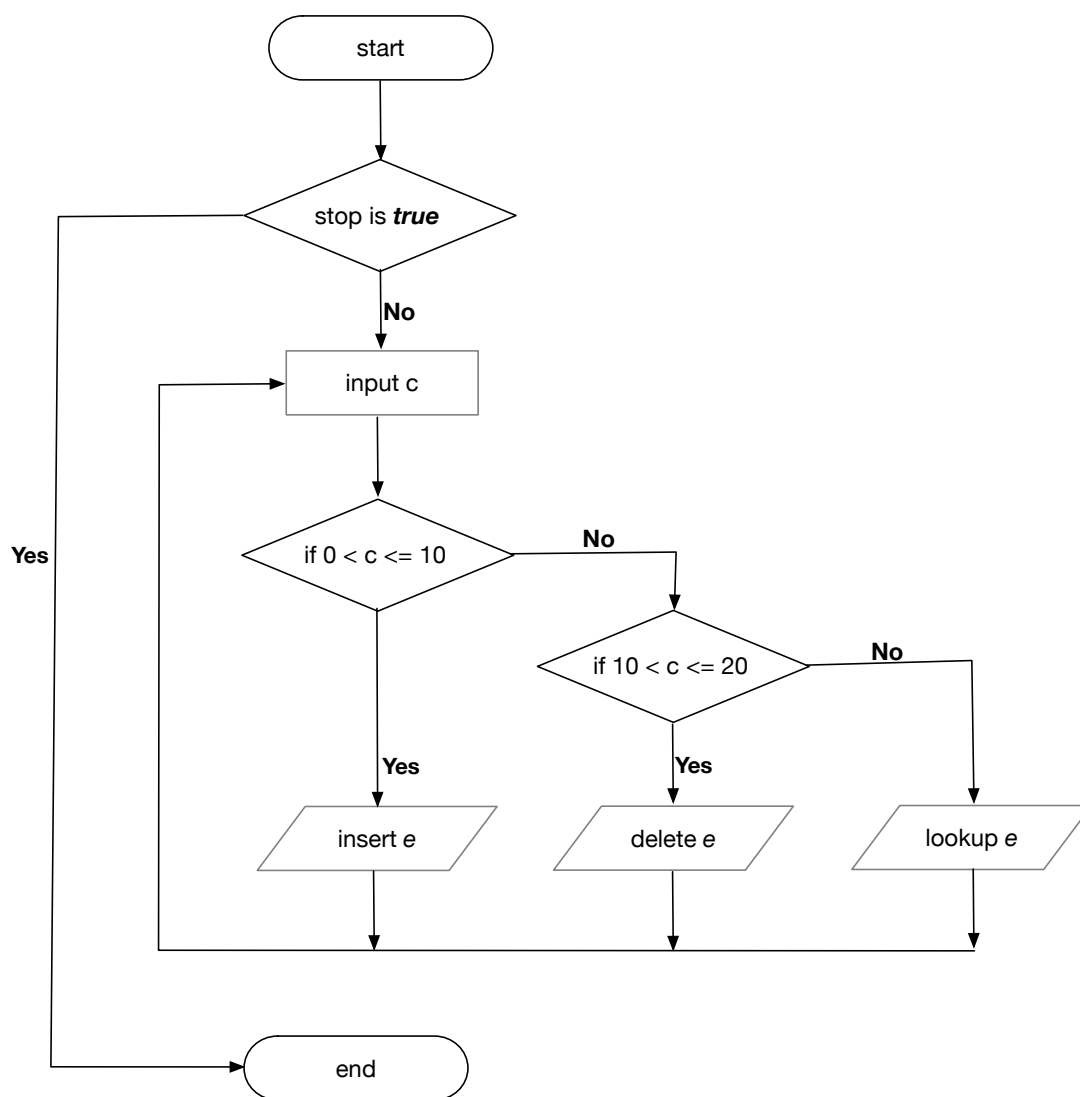 start
stop is true
No
input c
Yes
if 0 < c <= 10
No
if 10 < c <= 20
No
Yes
Yes
insert e
delete e
lookup e
end